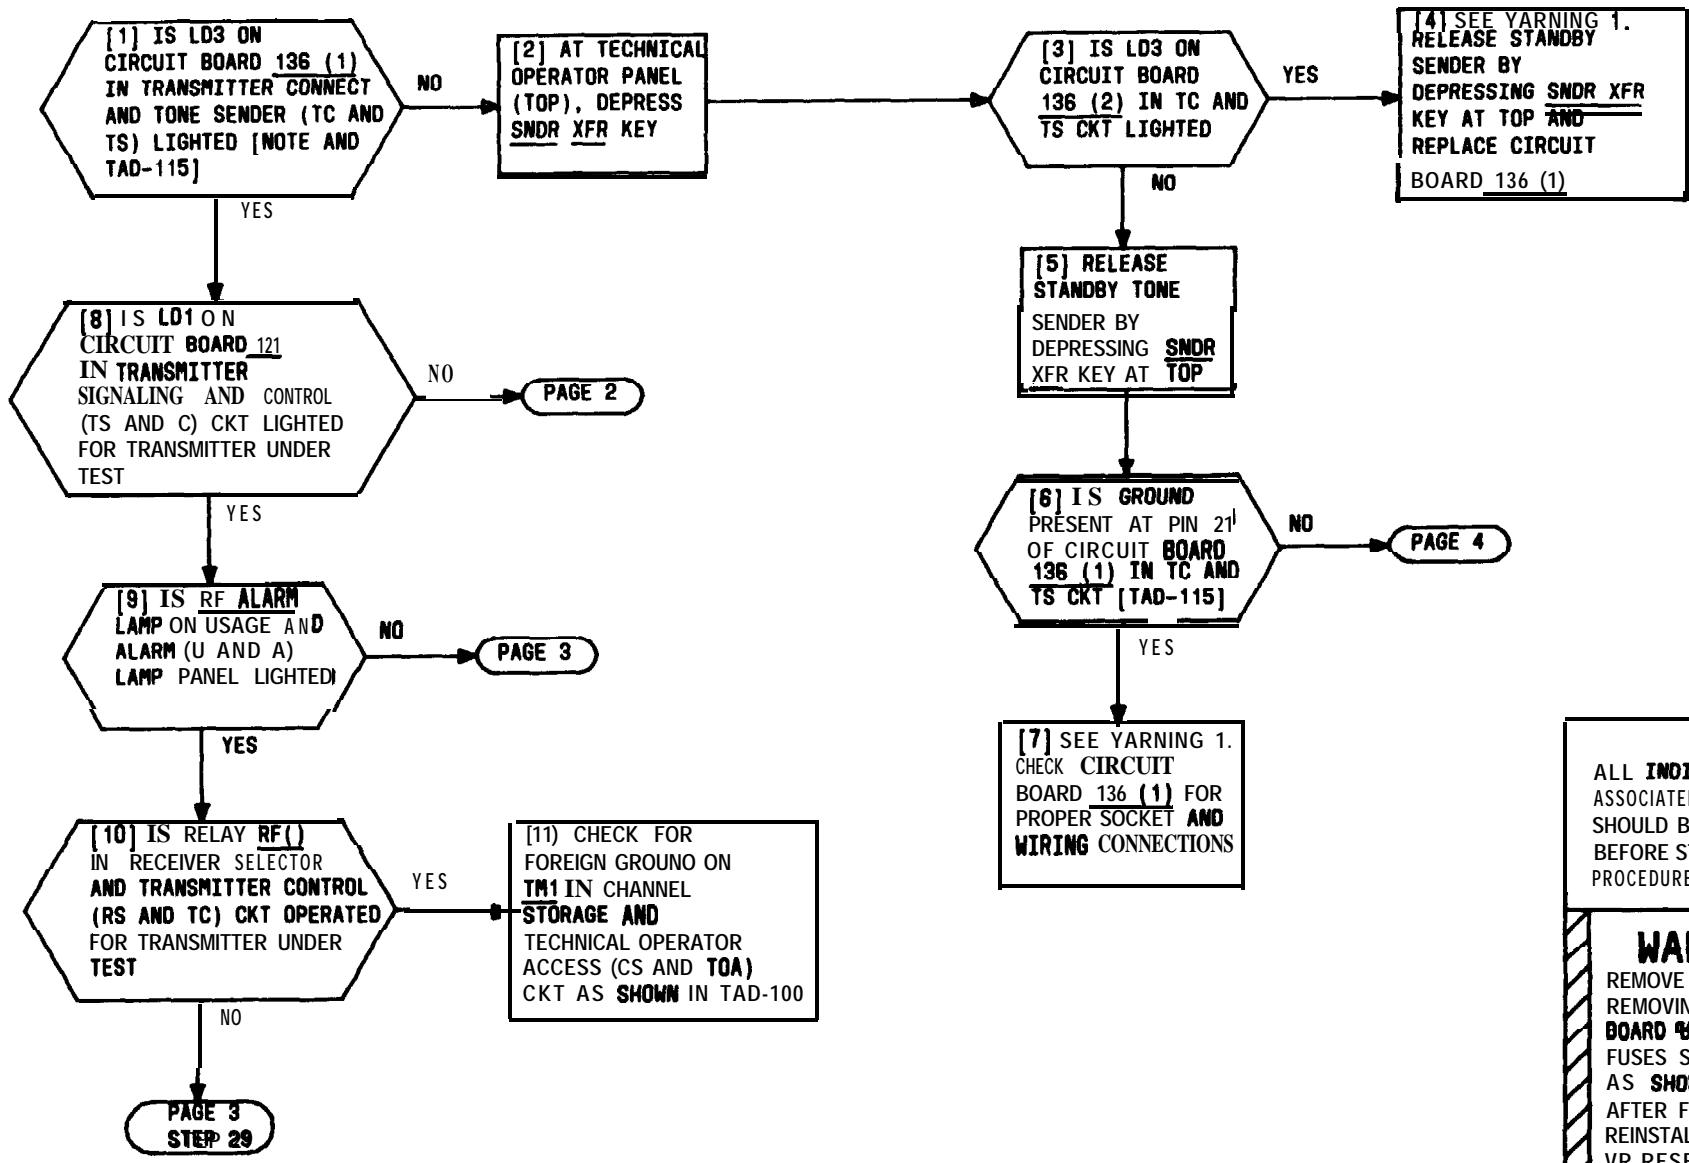 [1] IS LD3 ON
CIRCUIT BOARD 136 (1)
IN TRANSMITTER CONNECT
AND TONE SENDER (TC AND
TS) LIGHTED [NOTE AND
TAD-115]
NO
YES
[2] AT TECHNICAL
OPERATOR PANEL
(TOP), DEPRESS
SNDR XFR KEY
[3] IS LD3 ON
CIRCUIT BOARD
136 (2) IN TC AND
TS CKT LIGHTED
YES
NO
[4] SEE YARNING 1.
RELEASE STANDBY
SENDER BY
DEPRESSING SNDR XFR
KEY AT TOP AND
REPLACE CIRCUIT
BOARD 136 (1)
[5] RELEASE
STANDBY TONE
SENDER BY
DEPRESSING SNDR
XFR KEY AT TOP
[6] IS GROUND
PRESENT AT PIN 21
OF CIRCUIT BOARD
136 (1) IN TC AND
TS CKT [TAD-115]
NO
PAGE 4
YES
[7] SEE YARNING 1.
CHECK CIRCUIT
BOARD 136 (1) FOR
PROPER SOCKET AND
WIRING CONNECTIONS
[8] IS LD1 ON
CIRCUIT BOARD 121
IN TRANSMITTER
SIGNALING AND CONTROL
(TS AND C) CKT LIGHTED
FOR TRANSMITTER UNDER
TEST
NO
PAGE 2
YES
[9] IS RF ALARM
LAMP ON USAGE AND
ALARM (U AND A)
LAMP PANEL LIGHTED
NO
PAGE 3
YES
[10] IS RELAY RF()
IN RECEIVER SELECTOR
AND TRANSMITTER CONTROL
(RS AND TC) CKT OPERATED
FOR TRANSMITTER UNDER
TEST
YES
NO
[11) CHECK FOR
FOREIGN GROUNO ON
TM1 IN CHANNEL
STORAGE AND
TECHNICAL OPERATOR
ACCESS (CS AND TOA)
CKT AS SHOWN IN TAD-100
PAGE 3
STEP 29
ALL INDI
ASSOCIATE
SHOULD B
BEFORE S
PROCEDURE
WA
REMOVE
REMOVIN
BOARD
FUSES S
AS SHO
AFTER F
REINSTAL
VR RESE